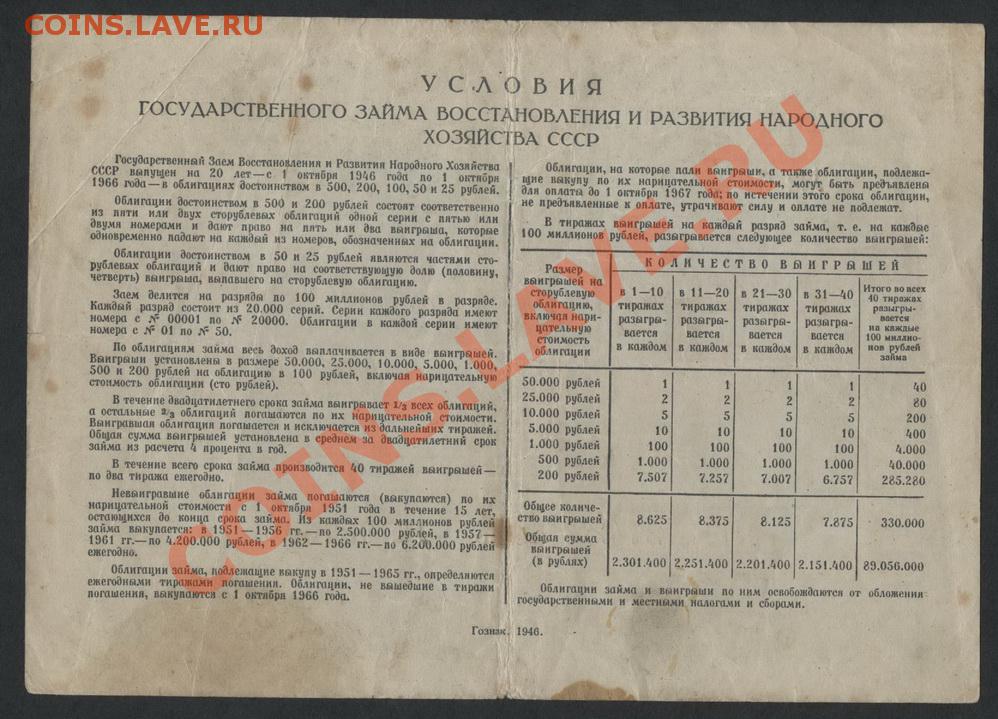 COINS.LAVE.RU
УСЛОВИЯ
ГОСУДАРСТВЕННОГО ЗАЙМА ВОССТАНОВЛЕНИЯ И РАЗВИТИЯ НАРОДНОГО
ХОЗЯЙСТВА СССР
Государственный Заем Восстановления и Развития Народного Хозяйства
СССР выпущен на 20 лет—с 1 октября 1946 года по 1 октября
1966 года—в облигациях достоинством в 500, 200, 100, 50 и 25 рублей.
Облигации достоинством в 500 и 200 рублей состоят соответственно
из пяти или двух сторублевых облигаций одной серии с пятью или
двумя номерами и дают право на пять или два выигрыша, которые
одновременно падают на каждый из номеров, обозначенных на облигации.
Облигации достоинством в 50 и 25 рублей являются частями сто-
рублевых облигаций и дают право на соответствующую долю (половину,
четверть) выигрыша, выпавшего на сторублевую облигацию.
Заем делится на разряды по 100 миллионов рублей в разряде.
Каждый разряд состоит из 20.000 серий. Серии каждого разряда имеют
номера с № 00001 по № 20000. Облигации в каждой серии имеют
номера с № 01 по № 50.
По облигациям займа весь доход выплачивается в виде выигрышей.
Выигрыши установлены в размере 50.000, 25.000, 10.000, 5.000, 1.000,
500 и 200 рублей на облигацию в 100 рублей, включая нарицательную
стоимость облигации (сто рублей).
В течение двадцатилетнего срока займа выигрывает 1/3 всех облигаций,
а остальные 2/3 облигаций погашаются по их нарицательной стоимости.
Выигравшая облигация погашается и исключается из дальнейших тиражей.
Общая сумма выигрышей установлена в среднем за двадцатилетний срок
займа из расчета 4 процента в год.
В течение всего срока займа производится 40 тиражей выигрышей—
по два тиража ежегодно.
Невыигравшие облигации займа погашаются (выкупаются) по их
нарицательной стоимости с 1 октября 1951 года в течение 15 лет,
остающихся до конца срока займа. Из каждых 100 миллионов рублей
займа выкупается: в 1951—1956 гг.—по 2.500.000 рублей, в 1957—
1961 гг.—по 4.200.000 рублей, в 1962—1966 гг.—по 6.200.000 рублей
ежегодно.
Облигации займа, подлежащие выкупу в 1951—1965 гг., определяются
ежегодными тиражами погашения. Облигации, не вышедшие в тиражи
погашения, выкупаются с 1 октября 1966 года.
Облигации, на которые пали выигрыши, а также облигации, подлежа-
щие выкупу по их нарицательной стоимости, могут быть предъявлены
для оплаты до 1 октября 1967 года; по истечении этого срока облигации,
не предъявленные к оплате, утрачивают силу и оплате не подлежат.
В тиражах выигрышей на каждый разряд займа, т. е. на каждые
100 миллионов рублей, разыгрывается следующее количество выигрышей:
Размер
выигрышей на
сторублевую
облигацию,
включая нари-
цательную
стоимость
облигации
КОЛИЧЕСТВО ВЫИГРЫШЕЙ
в 1—10
тиражах
разыгры-
вается
в каждом
в 11—20
тиражах
разыгры-
вается
в каждом
в 21—30
тиражах
разыгры-
вается
в каждом
в 31—40
тиражах
разыгры-
вается
в каждом
Итого во всех
40 тиражах
разыгры-
вается
на каждые
100 миллио-
нов рублей
займа
50.000 рублей 1 1 1 1 40
25.000 рублей 2 2 2 2 80
10.000 рублей 5 5 5 5 200
5.000 рублей 10 10 10 10 400
1.000 рублей 100 100 100 100 4.000
500 рублей 1.000 1.000 1.000 1.000 40.000
200 рублей 7.507 7.257 7.007 6.757 285.280
Общее количе-
ство выигрышей 8.625 8.375 8.125 7.875 330.000
Общая сумма
выигрышей
(в рублях) 2.301.400 2.251.400 2.201.400 2.151.400 89.056.000
Облигации займа и выигрыши по ним освобождаются от обложения
государственными и местными налогами и сборами.
Гознак. 1946.
COINS.LAVE.RU